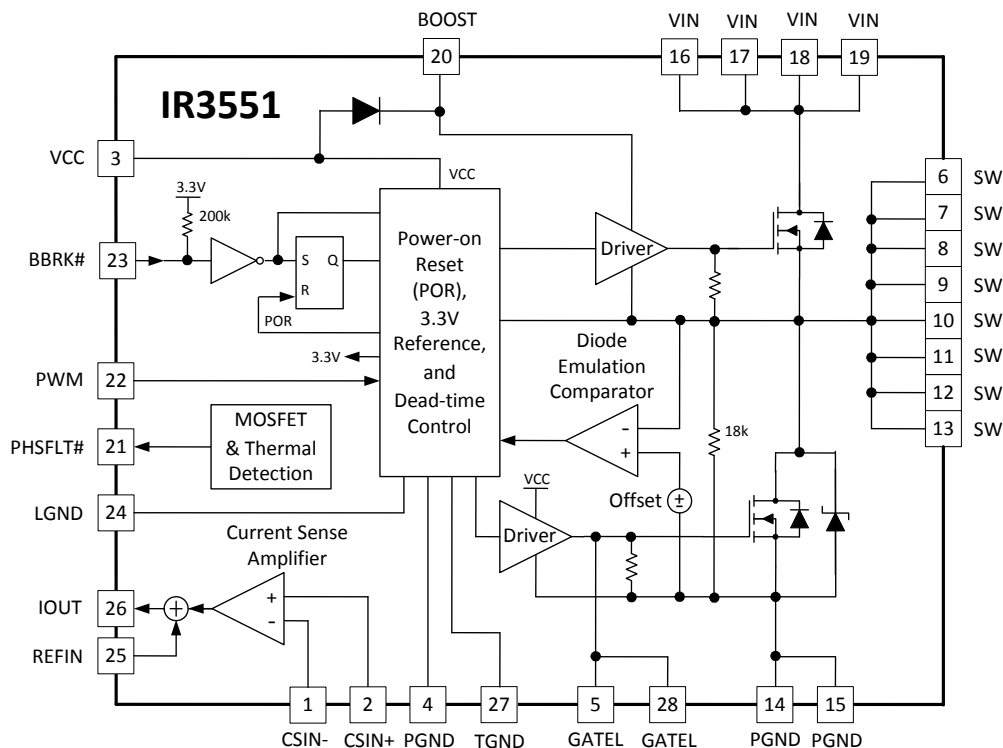 BOOST
VIN
VIN
VIN
VIN
20
16
17
18
19
IR3551
VCC
3
VCC
3.3V
200k
BBRK#
23
S
Q
R
POR
3.3V
Power-on
Reset
(POR),
3.3V
Reference,
and
Dead-time
Control
Driver
6
SW
7
SW
8
SW
9
SW
10
SW
11
SW
12
SW
13
SW
Diode
Emulation
Comparator
-
+
18k
PWM
22
PHSFLT#
21
MOSFET
& Thermal
Detection
LGND
24
VCC
Offset
±
Driver
Current Sense
Amplifier
IOUT
26
+
+
-
REFIN
25
1
2
4
27
5
28
14
15
CSIN-
CSIN+
PGND
TGND
GATEL
GATEL
PGND
PGND